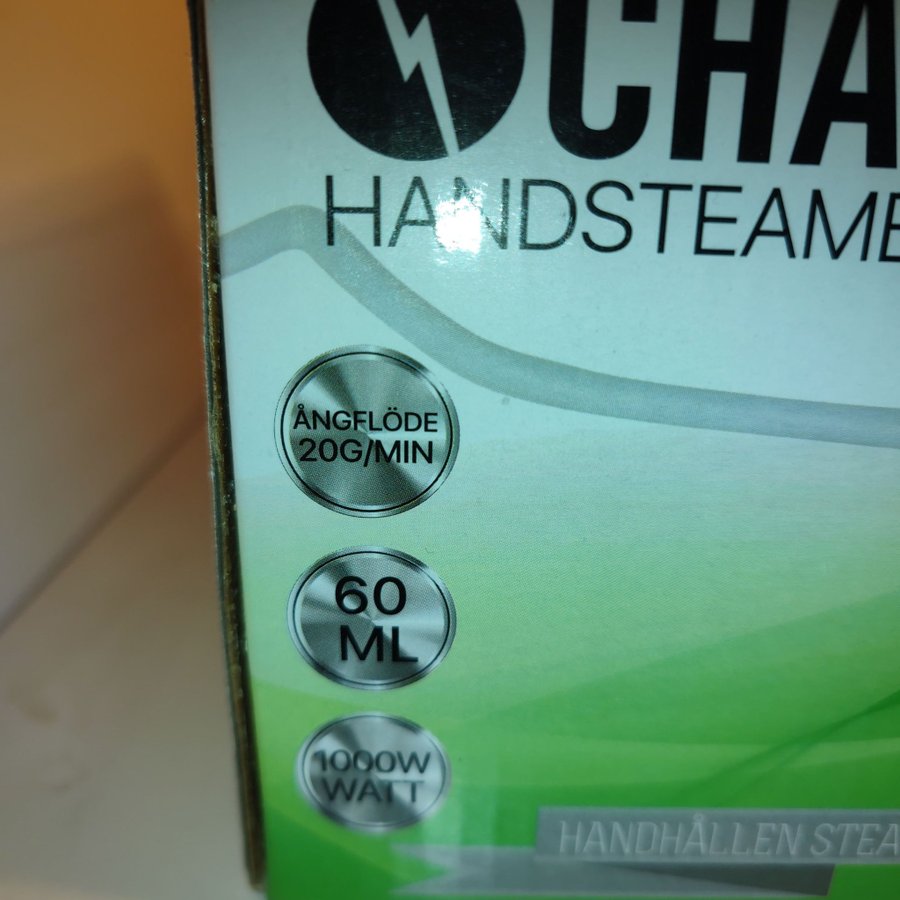 CHA
HANDSTEAME
ÅNGFLÖDE
20G/MIN
60
ML
1000W
WATT
HANDHÅLLEN STEA